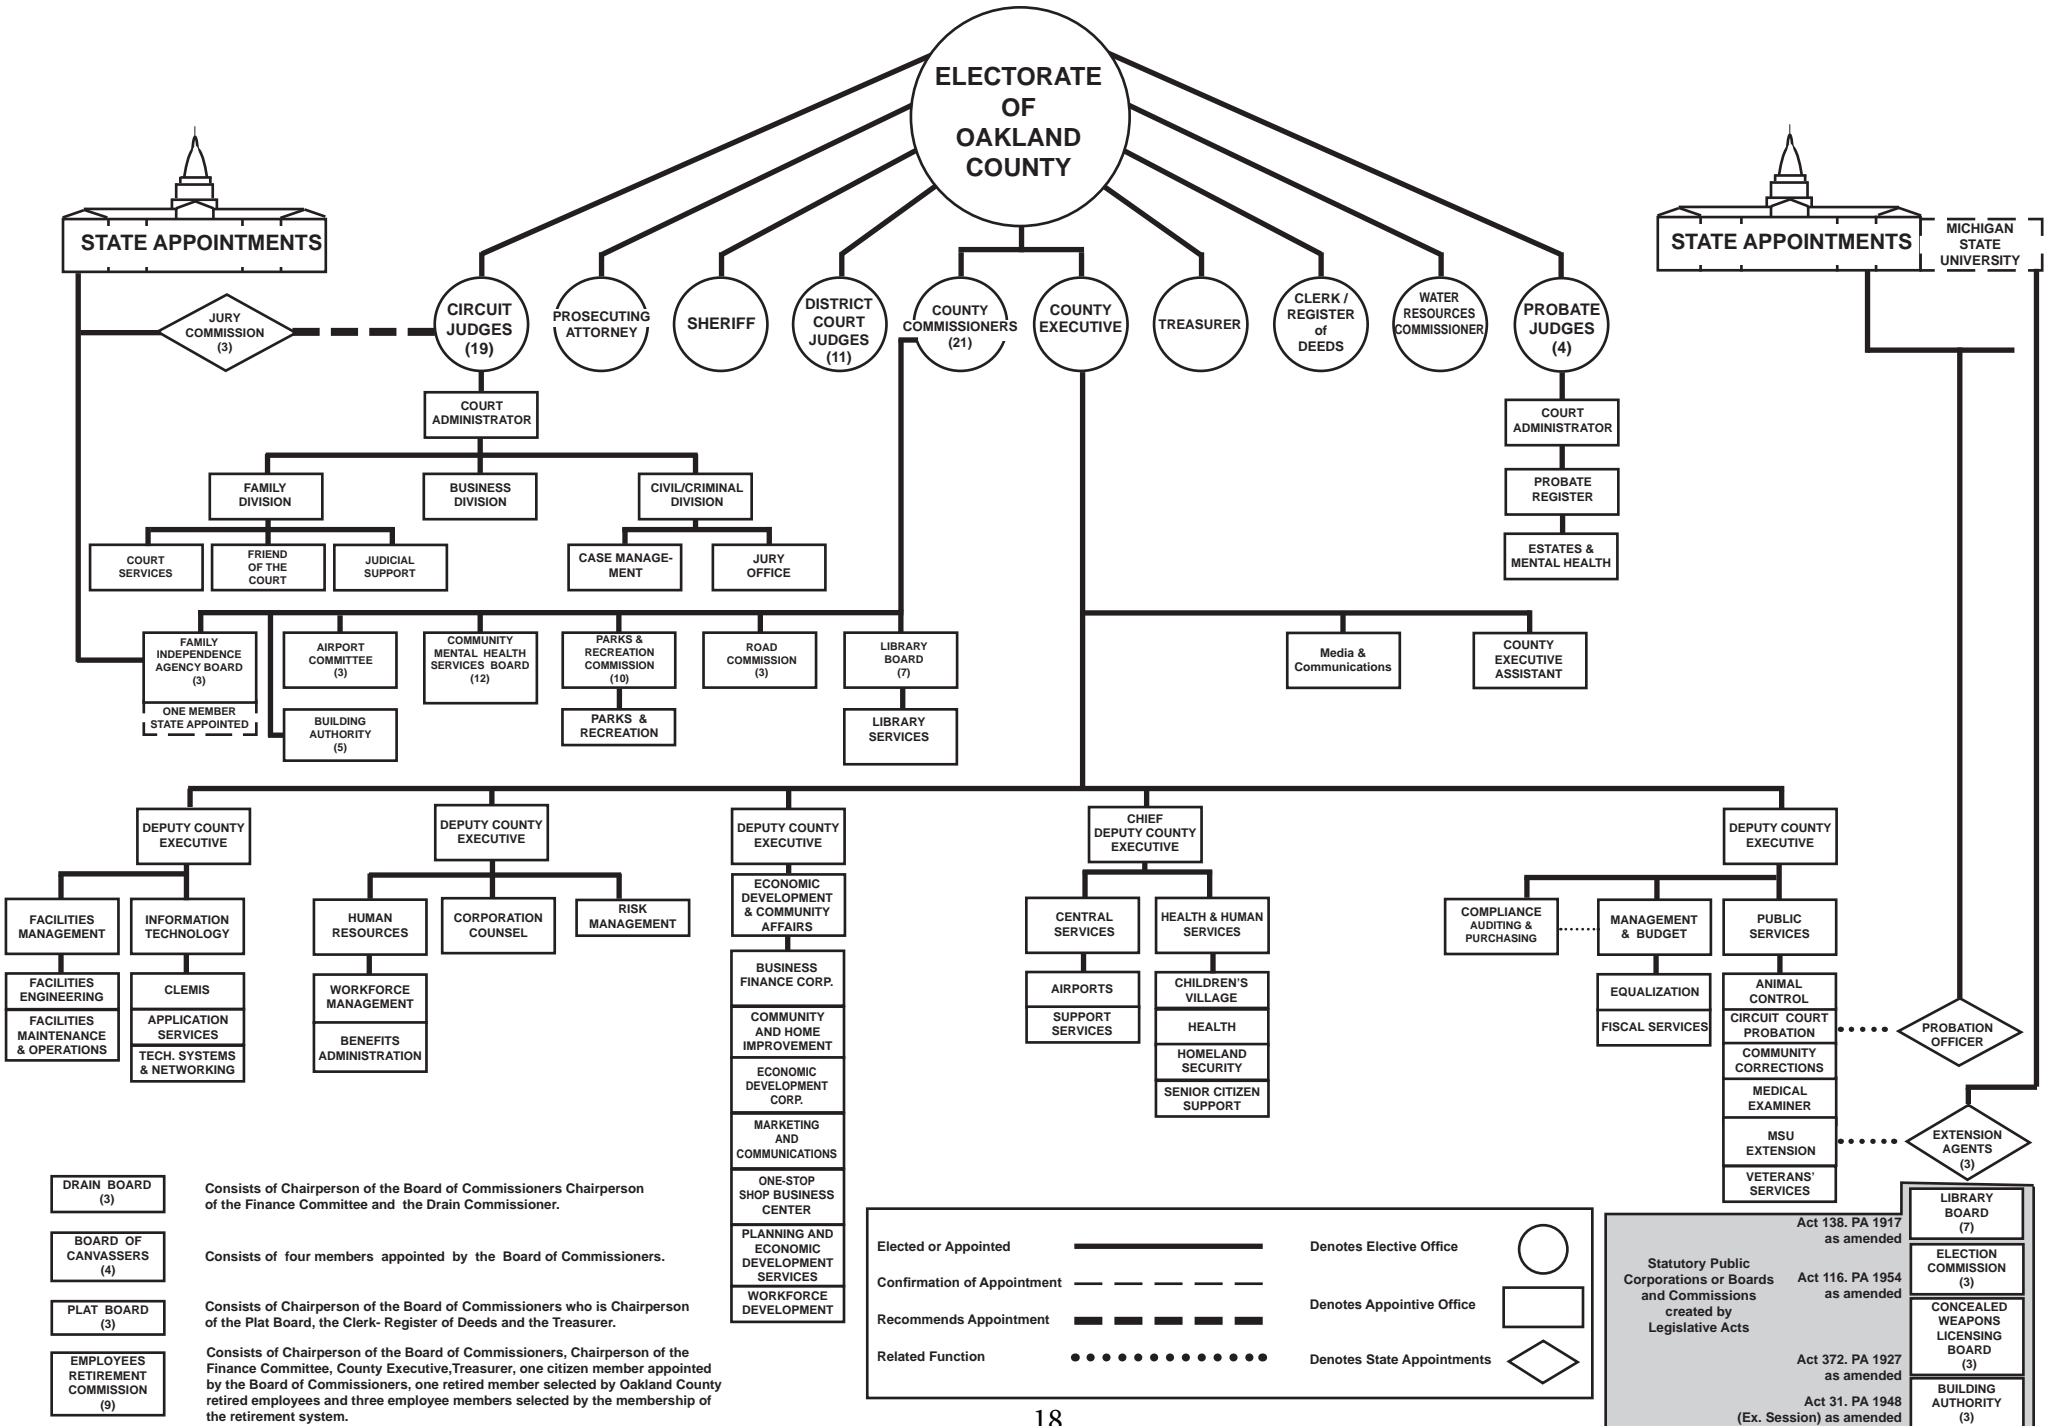 ELECTORATE
OF
OAKLAND
COUNTY
STATE APPOINTMENTS
STATE APPOINTMENTS
MICHIGAN
STATE
UNIVERSITY
JURY
COMMISSION
(3)
CIRCUIT
JUDGES
(19)
PROSECUTING
ATTORNEY
SHERIFF
DISTRICT
COURT
JUDGES
(11)
COUNTY
COMMISSIONERS
(21)
COUNTY
EXECUTIVE
TREASURER
CLERK /
REGISTER
of
DEEDS
WATER
RESOURCES
COMMISSIONER
PROBATE
JUDGES
(4)
COURT
ADMINISTRATOR
COURT
ADMINISTRATOR
FAMILY
DIVISION
BUSINESS
DIVISION
CIVIL/CRIMINAL
DIVISION
PROBATE
REGISTER
COURT
SERVICES
FRIEND
OF THE
COURT
JUDICIAL
SUPPORT
CASE MANAGE-
MENT
JURY
OFFICE
ESTATES &
MENTAL HEALTH
FAMILY
INDEPENDENCE
AGENCY BOARD
(3)
ONE MEMBER
STATE APPOINTED
AIRPORT
COMMITTEE
(3)
BUILDING
AUTHORITY
(5)
COMMUNITY
MENTAL HEALTH
SERVICES BOARD
(12)
PARKS &
RECREATION
COMMISSION
(10)
PARKS &
RECREATION
ROAD
COMMISSION
(3)
LIBRARY
BOARD
(7)
LIBRARY
SERVICES
Media &
Communications
COUNTY
EXECUTIVE
ASSISTANT
DEPUTY COUNTY
EXECUTIVE
DEPUTY COUNTY
EXECUTIVE
DEPUTY COUNTY
EXECUTIVE
CHIEF
DEPUTY COUNTY
EXECUTIVE
DEPUTY COUNTY
EXECUTIVE
FACILITIES
MANAGEMENT
FACILITIES
ENGINEERING
FACILITIES
MAINTENANCE
& OPERATIONS
INFORMATION
TECHNOLOGY
CLEMIS
APPLICATION
SERVICES
TECH. SYSTEMS
& NETWORKING
HUMAN
RESOURCES
WORKFORCE
MANAGEMENT
BENEFITS
ADMINISTRATION
CORPORATION
COUNSEL
RISK
MANAGEMENT
ECONOMIC
DEVELOPMENT
& COMMUNITY
AFFAIRS
BUSINESS
FINANCE CORP.
COMMUNITY
AND HOME
IMPROVEMENT
ECONOMIC
DEVELOPMENT
CORP.
MARKETING
AND
COMMUNICATIONS
ONE-STOP
SHOP BUSINESS
CENTER
PLANNING AND
ECONOMIC
DEVELOPMENT
SERVICES
WORKFORCE
DEVELOPMENT
CENTRAL
SERVICES
AIRPORTS
SUPPORT
SERVICES
HEALTH & HUMAN
SERVICES
CHILDREN'S
VILLAGE
HEALTH
HOMELAND
SECURITY
SENIOR CITIZEN
SUPPORT
COMPLIANCE
AUDITING &
PURCHASING
MANAGEMENT
& BUDGET
EQUALIZATION
FISCAL SERVICES
PUBLIC
SERVICES
ANIMAL
CONTROL
CIRCUIT COURT
PROBATION
COMMUNITY
CORRECTIONS
MEDICAL
EXAMINER
MSU
EXTENSION
VETERANS'
SERVICES
PROBATION
OFFICER
EXTENSION
AGENTS
(3)
DRAIN BOARD
(3)
Consists of Chairperson of the Board of Commissioners Chairperson
of the Finance Committee and the Drain Commissioner.
BOARD OF
CANVASSERS
(4)
Consists of four members appointed by the Board of Commissioners.
PLAT BOARD
(3)
Consists of Chairperson of the Board of Commissioners who is Chairperson
of the Plat Board, the Clerk- Register of Deeds and the Treasurer.
EMPLOYEES
RETIREMENT
COMMISSION
(9)
Consists of Chairperson of the Board of Commissioners, Chairperson of the
Finance Committee, County Executive,Treasurer, one citizen member appointed
by the Board of Commissioners, one retired member selected by Oakland County
retired employees and three employee members selected by the membership of
the retirement system.
Elected or Appointed
Confirmation of Appointment
Recommends Appointment
Related Function
Denotes Elective Office
Denotes Appointive Office
Denotes State Appointments
Statutory Public
Corporations or Boards
and Commissions
created by
Legislative Acts
Act 138. PA 1917
as amended
LIBRARY
BOARD
(7)
Act 116. PA 1954
as amended
ELECTION
COMMISSION
(3)
Act 372. PA 1927
as amended
CONCEALED
WEAPONS
LICENSING
BOARD
(3)
Act 31. PA 1948
(Ex. Session) as amended
BUILDING
AUTHORITY
(3)
18